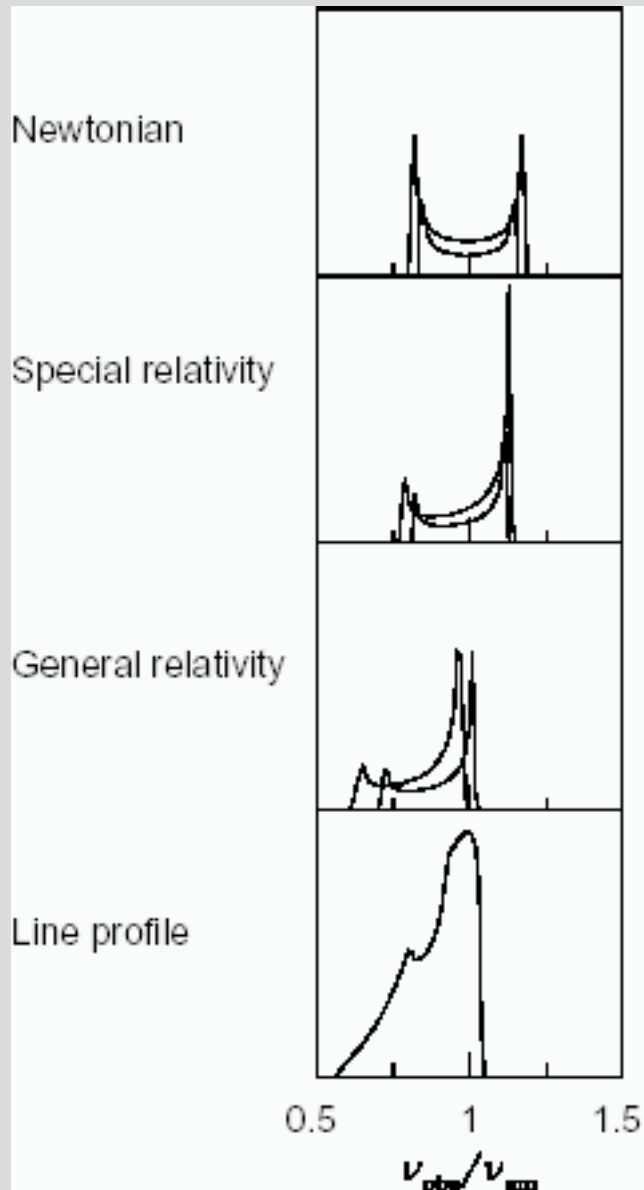 Newtonian
Special relativity
General relativity
Line profile
0.5 1 1.5
ν / ν